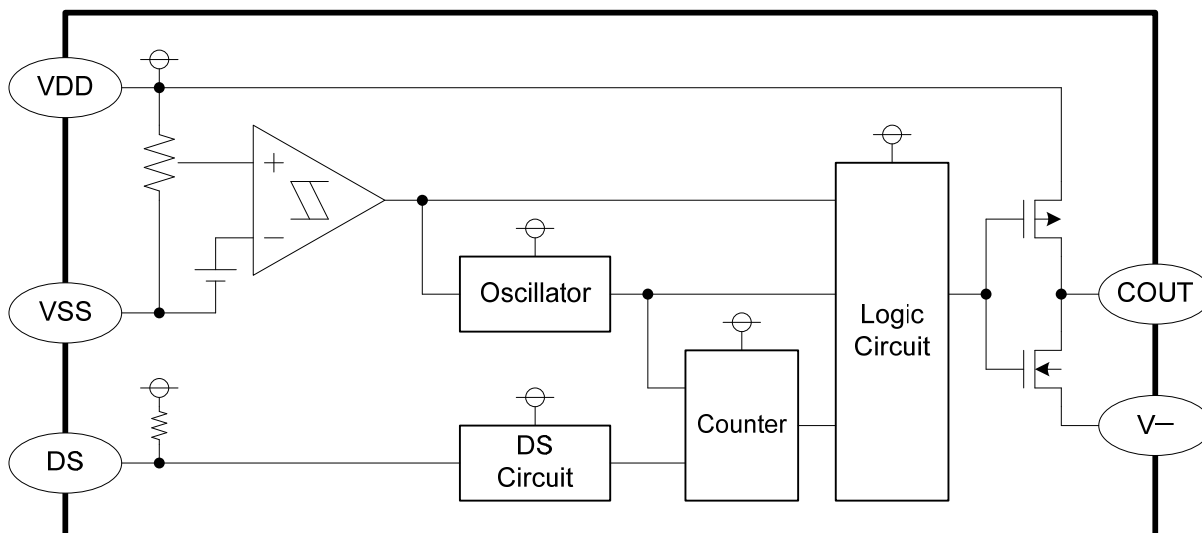 VDD
+
−
VSS
Oscillator
Logic
Circuit
COUT
Counter
V−
DS
DS
Circuit